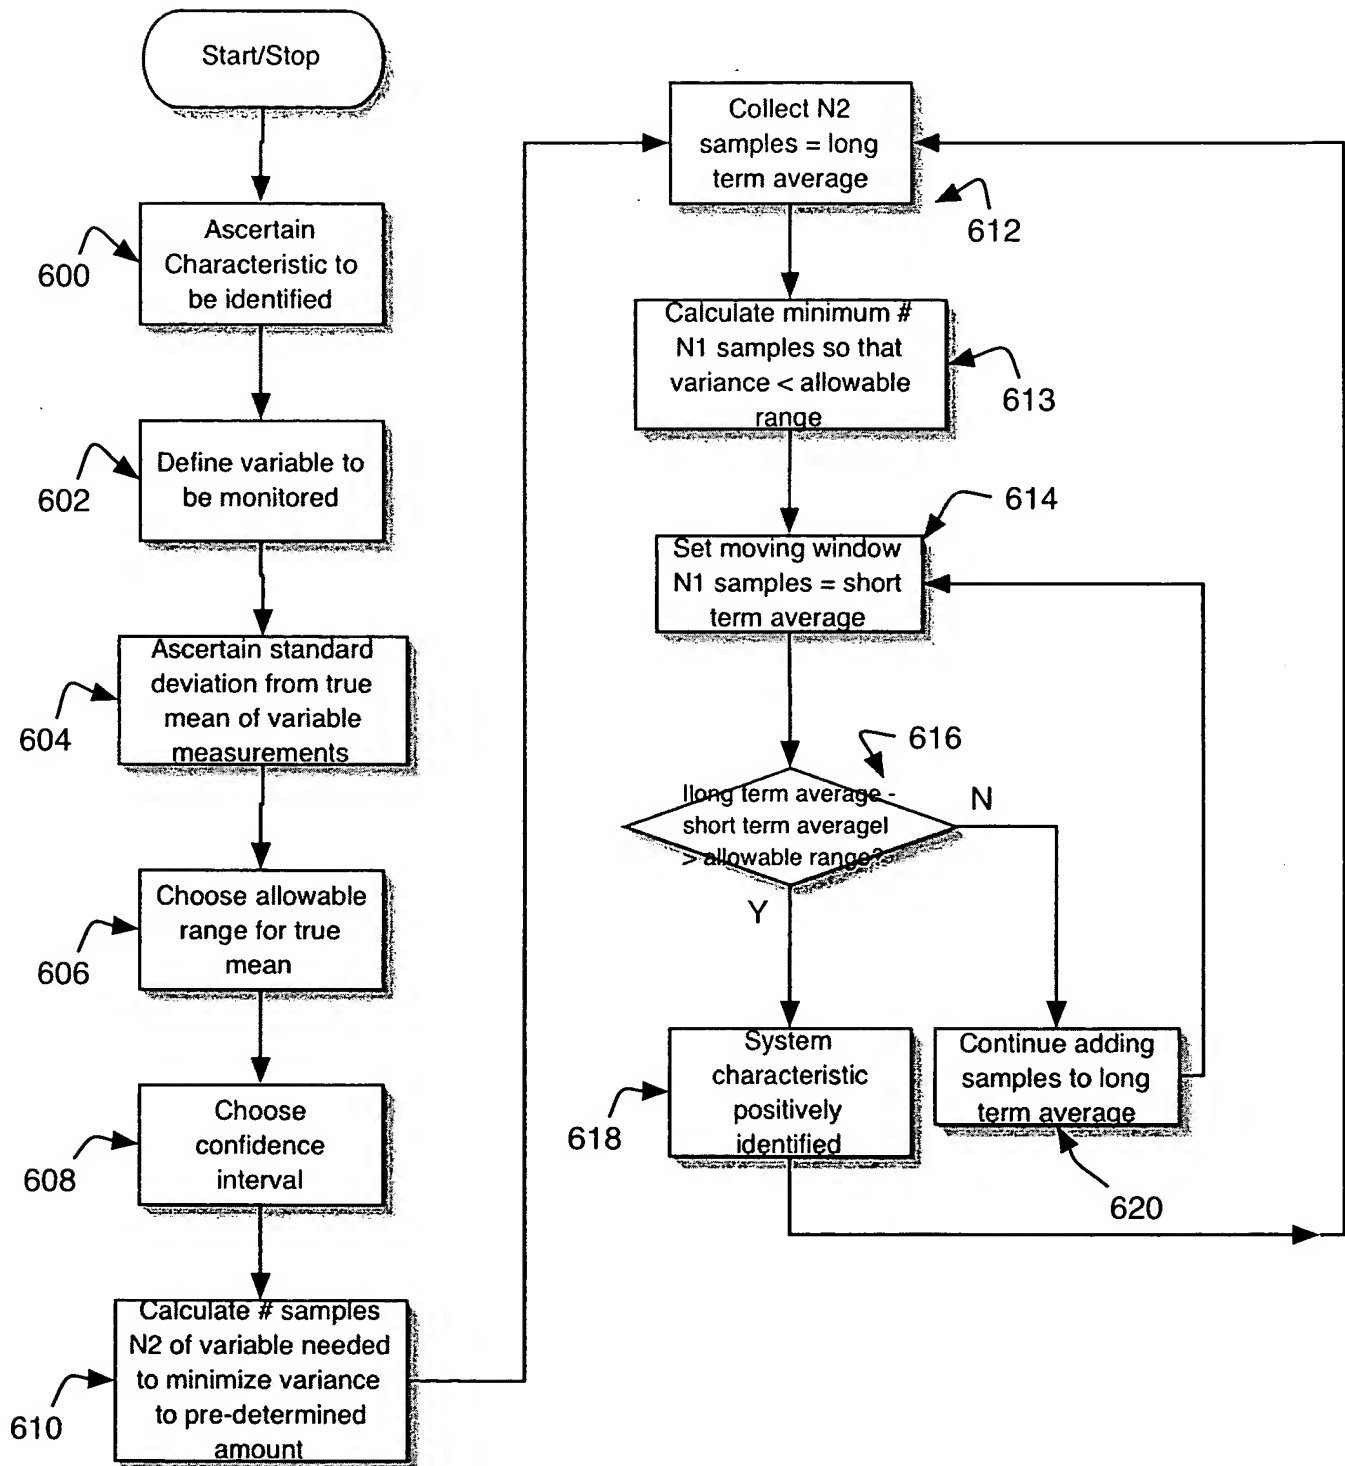 Start/Stop
600
Ascertain
Characteristic to
be identified
602
Define variable to
be monitored
604
Ascertain standard
deviation from true
mean of variable
measurements
606
Choose allowable
range for true
mean
608
Choose
confidence
interval
610
Calculate # samples
N2 of variable needed
to minimize variance
to pre-determined
amount
Collect N2
samples = long
term average
612
Calculate minimum #
N1 samples so that
variance < allowable
range
613
614
Set moving window
N1 samples = short
term average
616
|long term average -
short term average|
> allowable range?
N
Y
618
System
characteristic
positively
identified
Continue adding
samples to long
term average
620